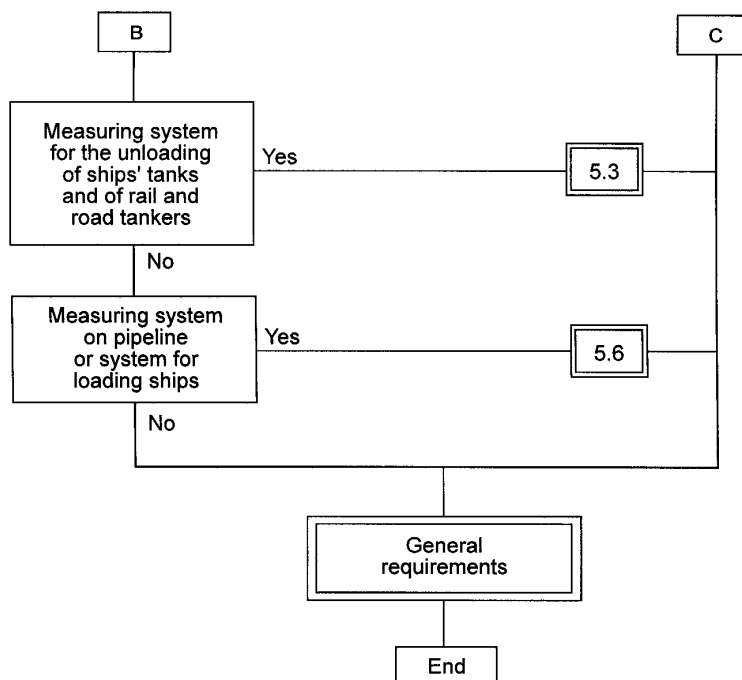 B
C
Measuring system
for the unloading
of ships' tanks
and of rail and
road tankers
Yes
5.3
No
Measuring system
on pipeline
or system for
loading ships
Yes
5.6
No
General
requirements
End